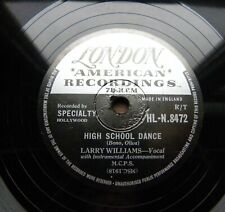 LONDON
"AMERICAN"
RECORDINGS
78 R.P.M.
MADE IN ENGLAND
R/T
Recorded by
SPECIALTY
HOLLYWOOD
HL-N.8472
HIGH SCHOOL DANCE
(Bono, Oliea)
LARRY WILLIAMS—Vocal
with Instrumental Accompaniment
M.C.P.S.